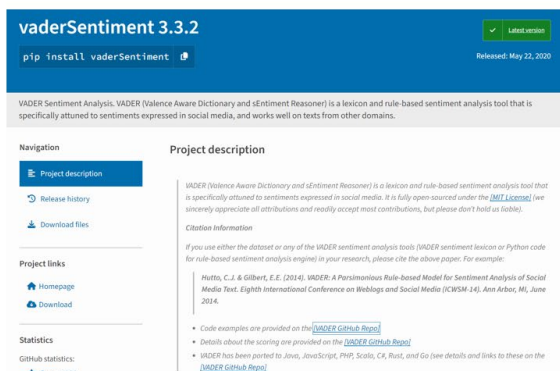 vaderSentiment 3.3.2
pip install vaderSentiment
Latest version
Released: May 22, 2020
VADER Sentiment Analysis. VADER (Valence Aware Dictionary and sEntiment Reasoner) is a lexicon and rule-based sentiment analysis tool that is
specifically attuned to sentiments expressed in social media, and works well on texts from other domains.
Navigation
Project description
Release history
Download files
Project links
Homepage
Download
Statistics
GitHub statistics:
Project description
VADER (Valence Aware Dictionary and sEntiment Reasoner) is a lexicon and rule-based sentiment analysis tool that
is specifically attuned to sentiments expressed in social media. It is fully open-sourced under the [MIT License] (we
sincerely appreciate all attributions and readily accept most contributions, but please don't hold us liable).
Citation Information
If you use either the dataset or any of the VADER sentiment analysis tools (VADER sentiment lexicon or Python code
for rule-based sentiment analysis engine) in your research, please cite the above paper. For example:
Hutto, C.J. & Gilbert, E.E. (2014). VADER: A Parsimonious Rule-based Model for Sentiment Analysis of Social
Media Text. Eighth International Conference on Weblogs and Social Media (ICWSM-14). Ann Arbor, MI, June
2014.
• Code examples are provided on the [VADER GitHub Repo]
• Details about the scoring are provided on the [VADER GitHub Repo]
• VADER has been ported to Java, JavaScript, PHP, Scala, C#, Rust, and Go (see details and links to these on the
[VADER GitHub Repo]